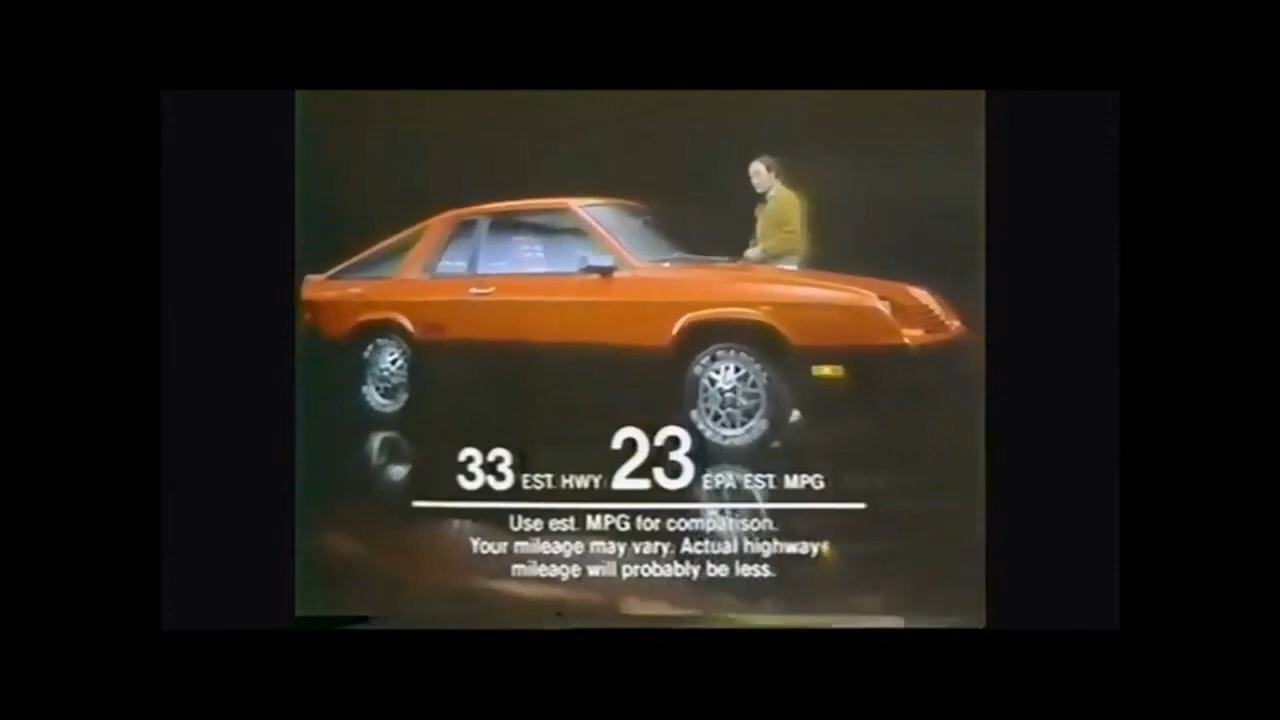 33 EST. HWY. 23 EPA EST. MPG
Use est. MPG for comparison.
Your mileage may vary. Actual highway
mileage will probably be less.